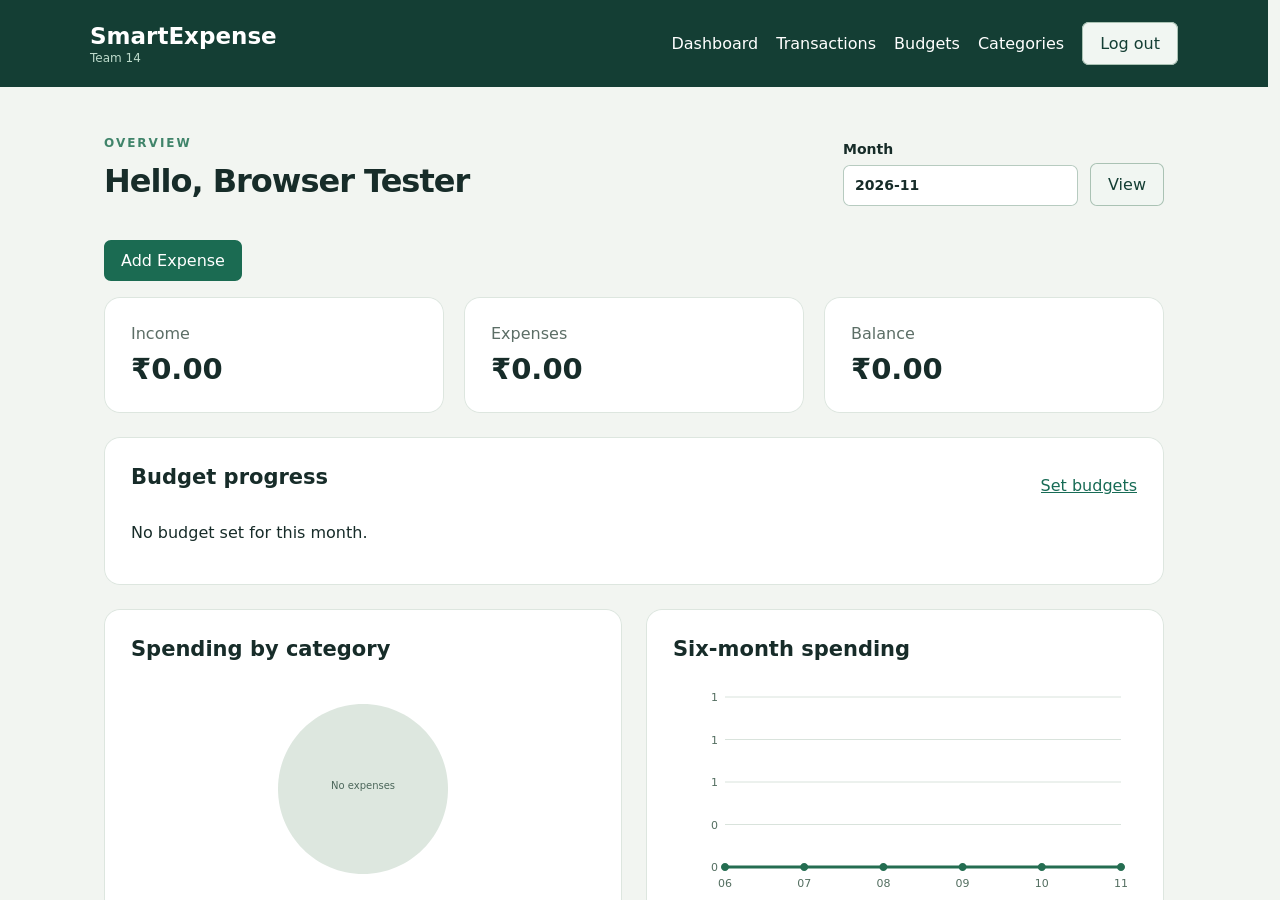 SmartExpense
Team 14
Dashboard Transactions Budgets Categories Log out
OVERVIEW
Hello, Browser Tester
Month
2026-11
View
Add Expense
Income
₹0.00
Expenses
₹0.00
Balance
₹0.00
Budget progress
Set budgets
No budget set for this month.
Spending by category
No expenses
Six-month spending
1
1
1
0
0
06 07 08 09 10 11